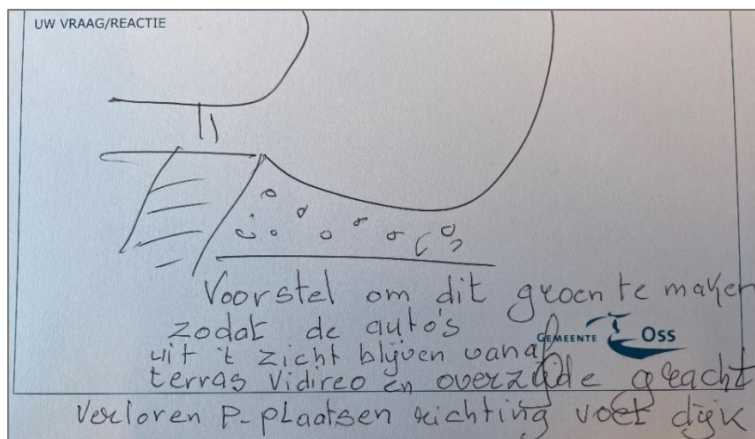 UW VRAAG/REACTIE
Voorstel om dit groen te maken
zodat de auto's
GEMEENTE OSS
uit 't zicht blijven vanaf
terras Vidireo en overzijde gracht
Verloren P-plaatsen richting voet dijk